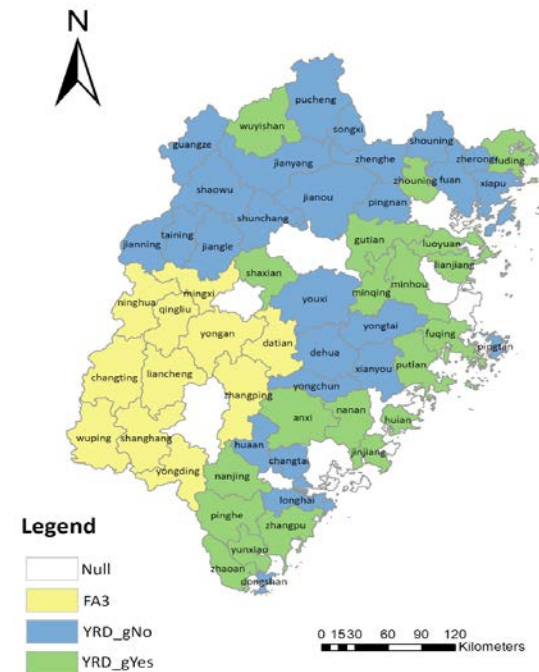 N
pucheng
wuyishan
songxi
guangze
shouning
jianyang
zhenghe
zherong
fuding
shaowu
zhouning
fuan
xiapu
jianou
pingnan
shunchang
taining
jianning
jiangle
gutian
luoyuan
shaxian
lianjiang
mingxi
minhou
ninghua
youxi
minqing
qingliu
yongtai
yongan
datian
fuqing
pingtan
dehua
changting
liancheng
xianyou
putian
zhangping
yongchun
anxi
nanan
huian
wuping
shanghang
huaan
changtai
jinjiang
yongding
nanjing
longhai
pinghe
zhangpu
yunxiau
zhaoan
dongshan
Legend
Null
FA3
YRD_gNo
YRD_gYes
0 1530 60 90 120
Kilometers